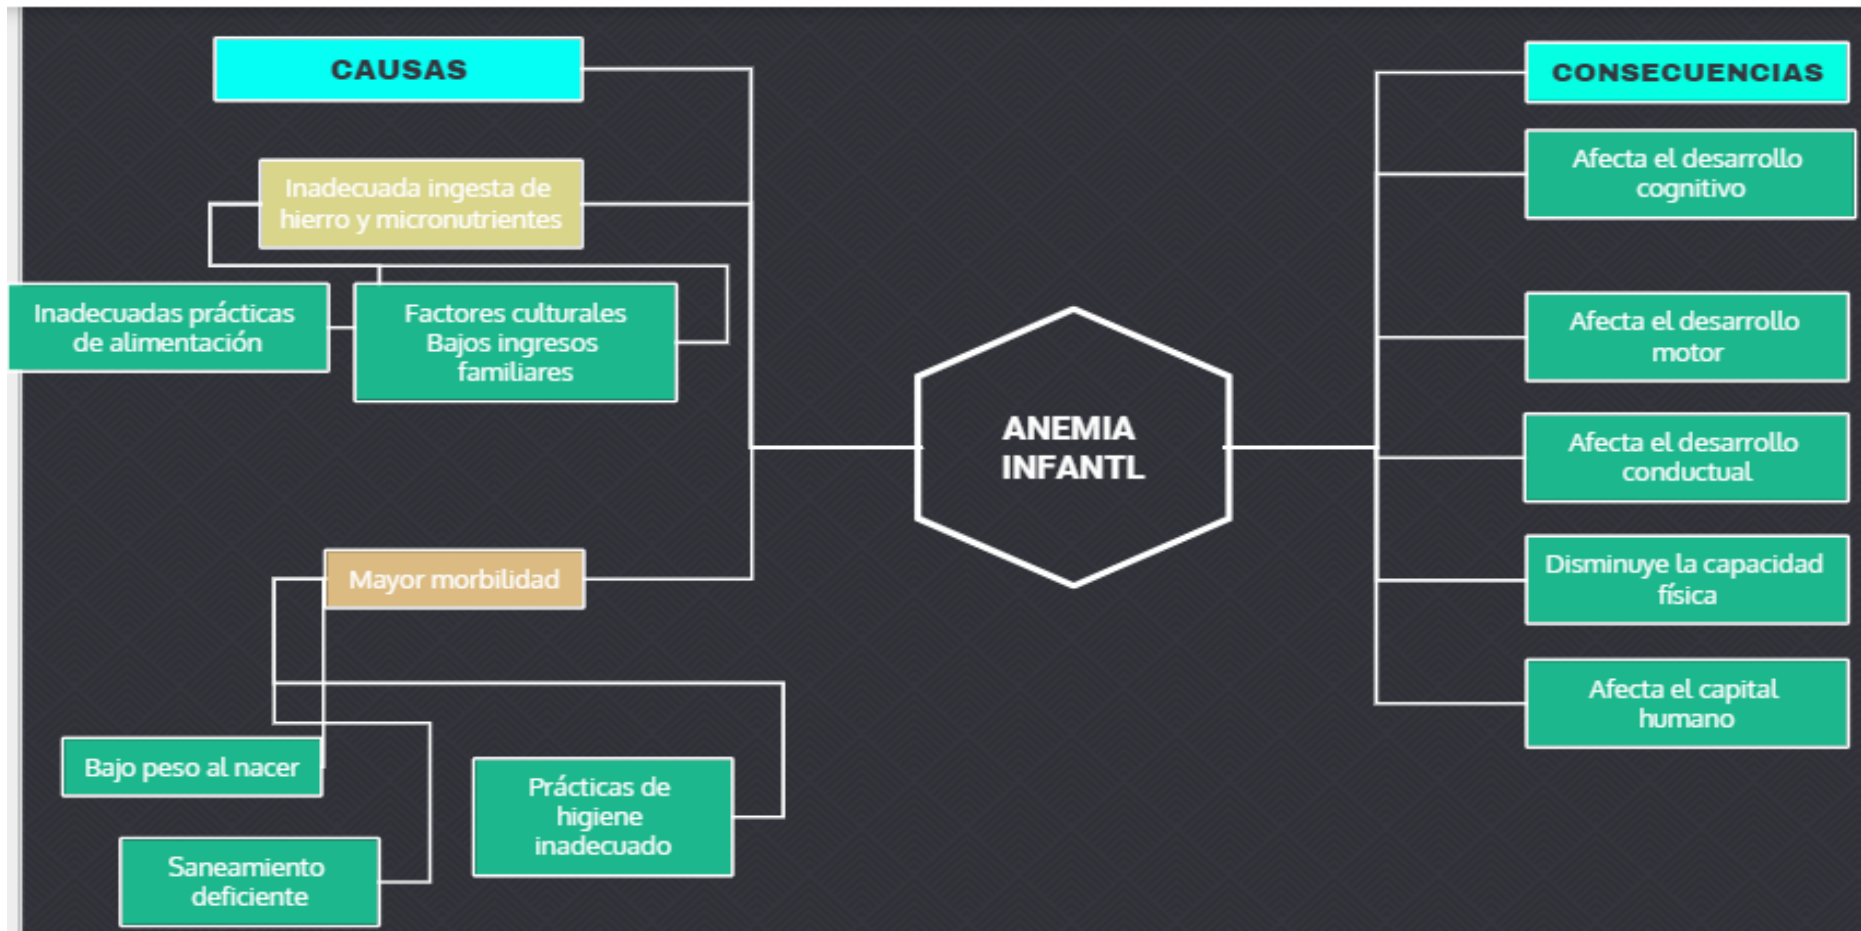 CAUSAS
Inadecuada ingesta de
hierro y micronutrientes
Inadecuadas prácticas
de alimentación
Factores culturales
Bajos ingresos
familiares
Mayor morbilidad
Bajo peso al nacer
Saneamiento
deficiente
Prácticas de
higiene
inadecuado
ANEMIA
INFANTL
CONSECUENCIAS
Afecta el desarrollo
cognitivo
Afecta el desarrollo
motor
Afecta el desarrollo
conductual
Disminuye la capacidad
física
Afecta el capital
humano